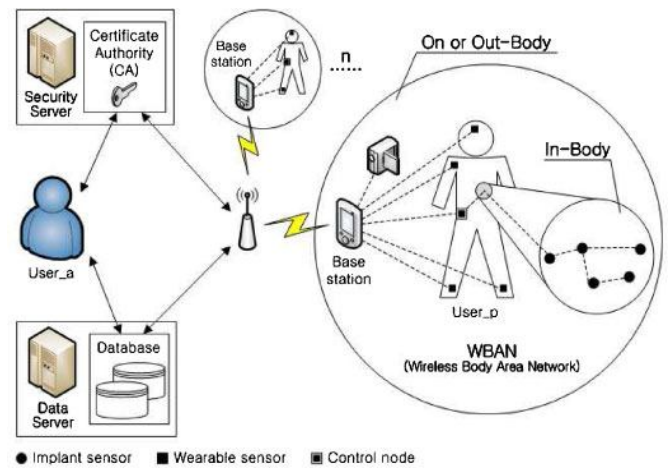 Certificate
Authority
(CA)
Security
Server
Base
station
n
......
On or Out-Body
In-Body
User_a
Base
station
User_p
WBAN
(Wireless Body Area Network)
Database
Data
Server
Implant sensor
Wearable sensor
Control node